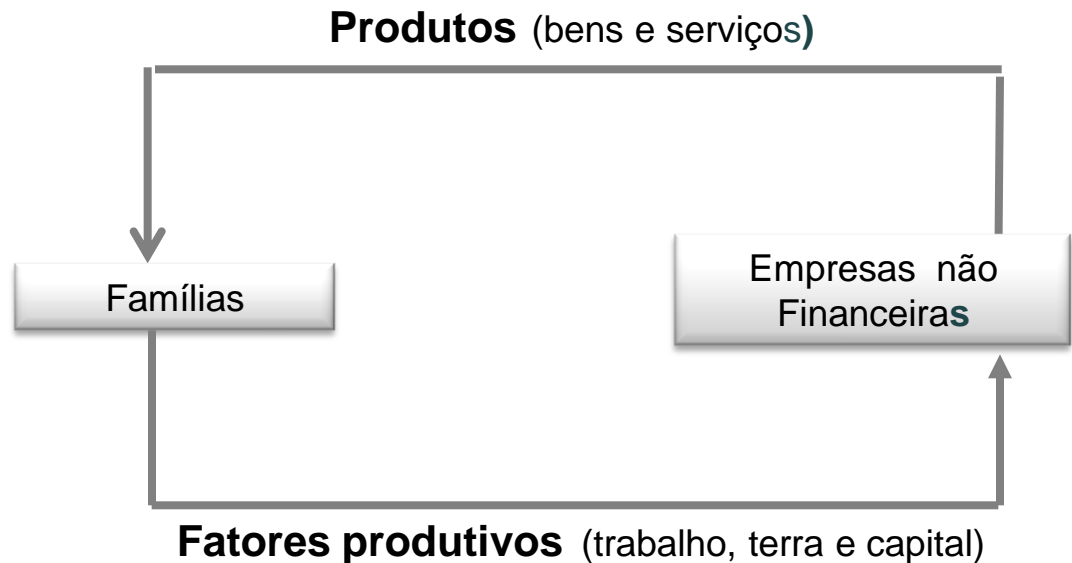 Produtos (bens e serviços)
Famílias
Empresas não
Financeiras
Fatores produtivos (trabalho, terra e capital)